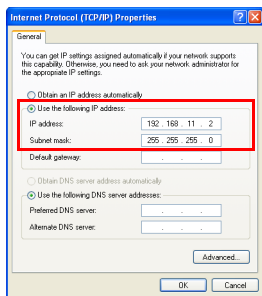 Internet Protocol (TCP/IP) Properties
General
You can get IP settings assigned automatically if your network supports
this capability. Otherwise, you need to ask your network administrator for
the appropriate IP settings.
Obtain an IP address automatically
Use the following IP address:
IP address: 192 . 168 . 11 . 2
Subnet mask: 255 . 255 . 255 . 0
Default gateway: . . .
Obtain DNS server address automatically
Use the following DNS server addresses:
Preferred DNS server: . . .
Alternate DNS server: . . .
Advanced...
OK Cancel